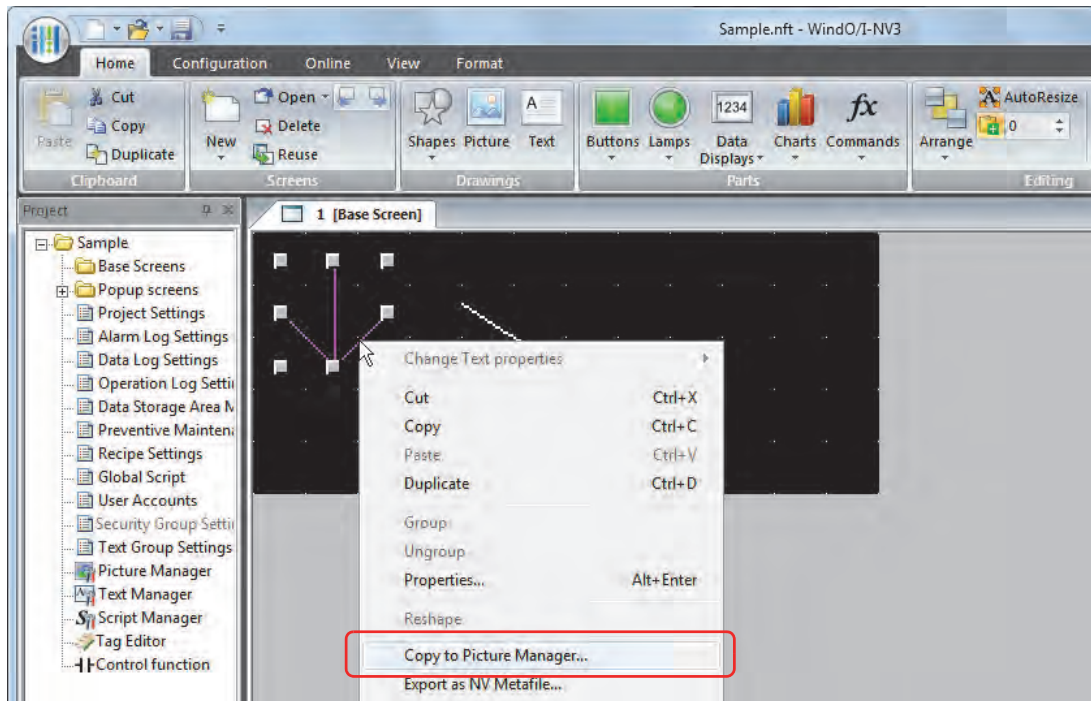 Sample.nft - WindO/I-NV3
Home Configuration Online View Format
Cut
Copy
Duplicate
Paste
Clipboard
New
Open
Delete
Reuse
Screens
Shapes Picture Text
A
Drawings
Buttons Lamps Data Displays Charts Commands
1234
fx
Parts
Arrange
AutoResize
0
Editing
Project
1 [Base Screen]
Sample
Base Screens
Popup screens
Project Settings
Alarm Log Settings
Data Log Settings
Operation Log Setti
Data Storage Area M
Preventive Maintena
Recipe Settings
Global Script
User Accounts
Security Group Setti
Text Group Settings
Picture Manager
Text Manager
Script Manager
Tag Editor
Control function
Change Text properties
Cut Ctrl+X
Copy Ctrl+C
Paste Ctrl+V
Duplicate Ctrl+D
Group
Ungroup
Properties... Alt+Enter
Reshape
Copy to Picture Manager...
Export as NV Metafile...